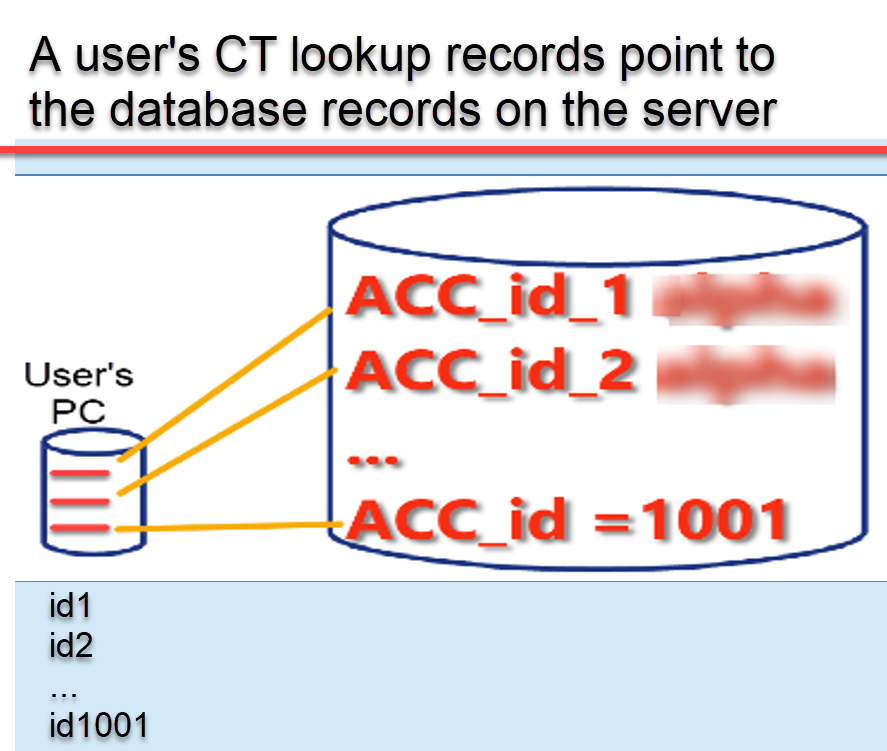 A user's CT lookup records point to
the database records on the server
User's
PC
ACC_id_1
ACC_id_2
...
ACC_id =1001
id1
id2
...
id1001